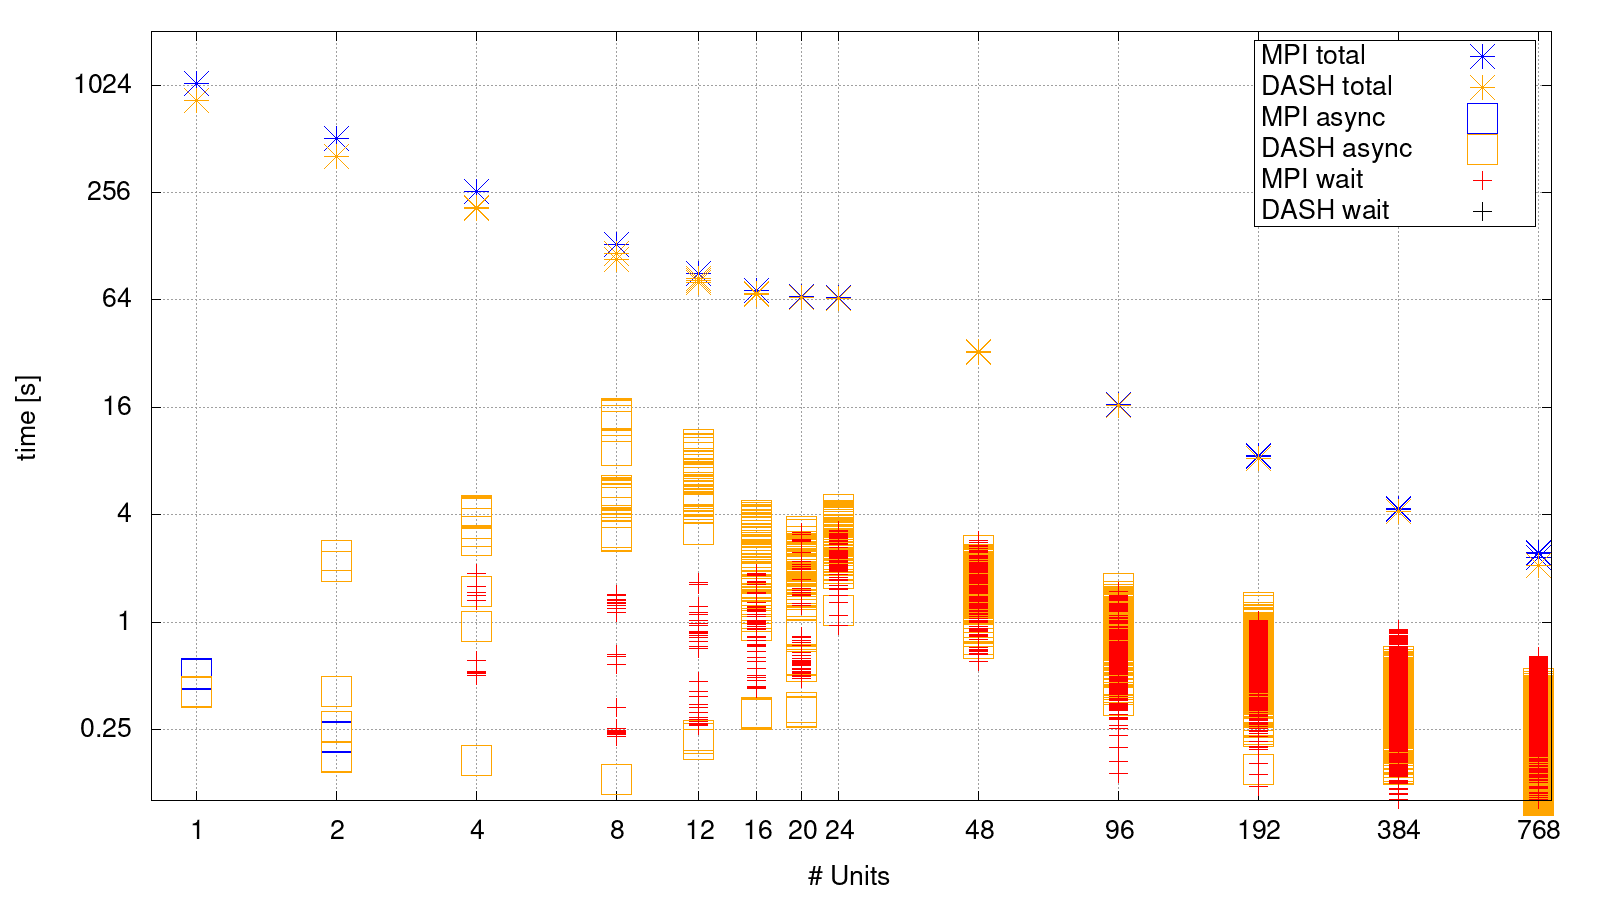 1024
256
64
16
4
1
0.25
time [s]
MPI total
DASH total
MPI async
DASH async
MPI wait
DASH wait
1 2 4 8 12 16 20 24 48 96 192 384 768
# Units